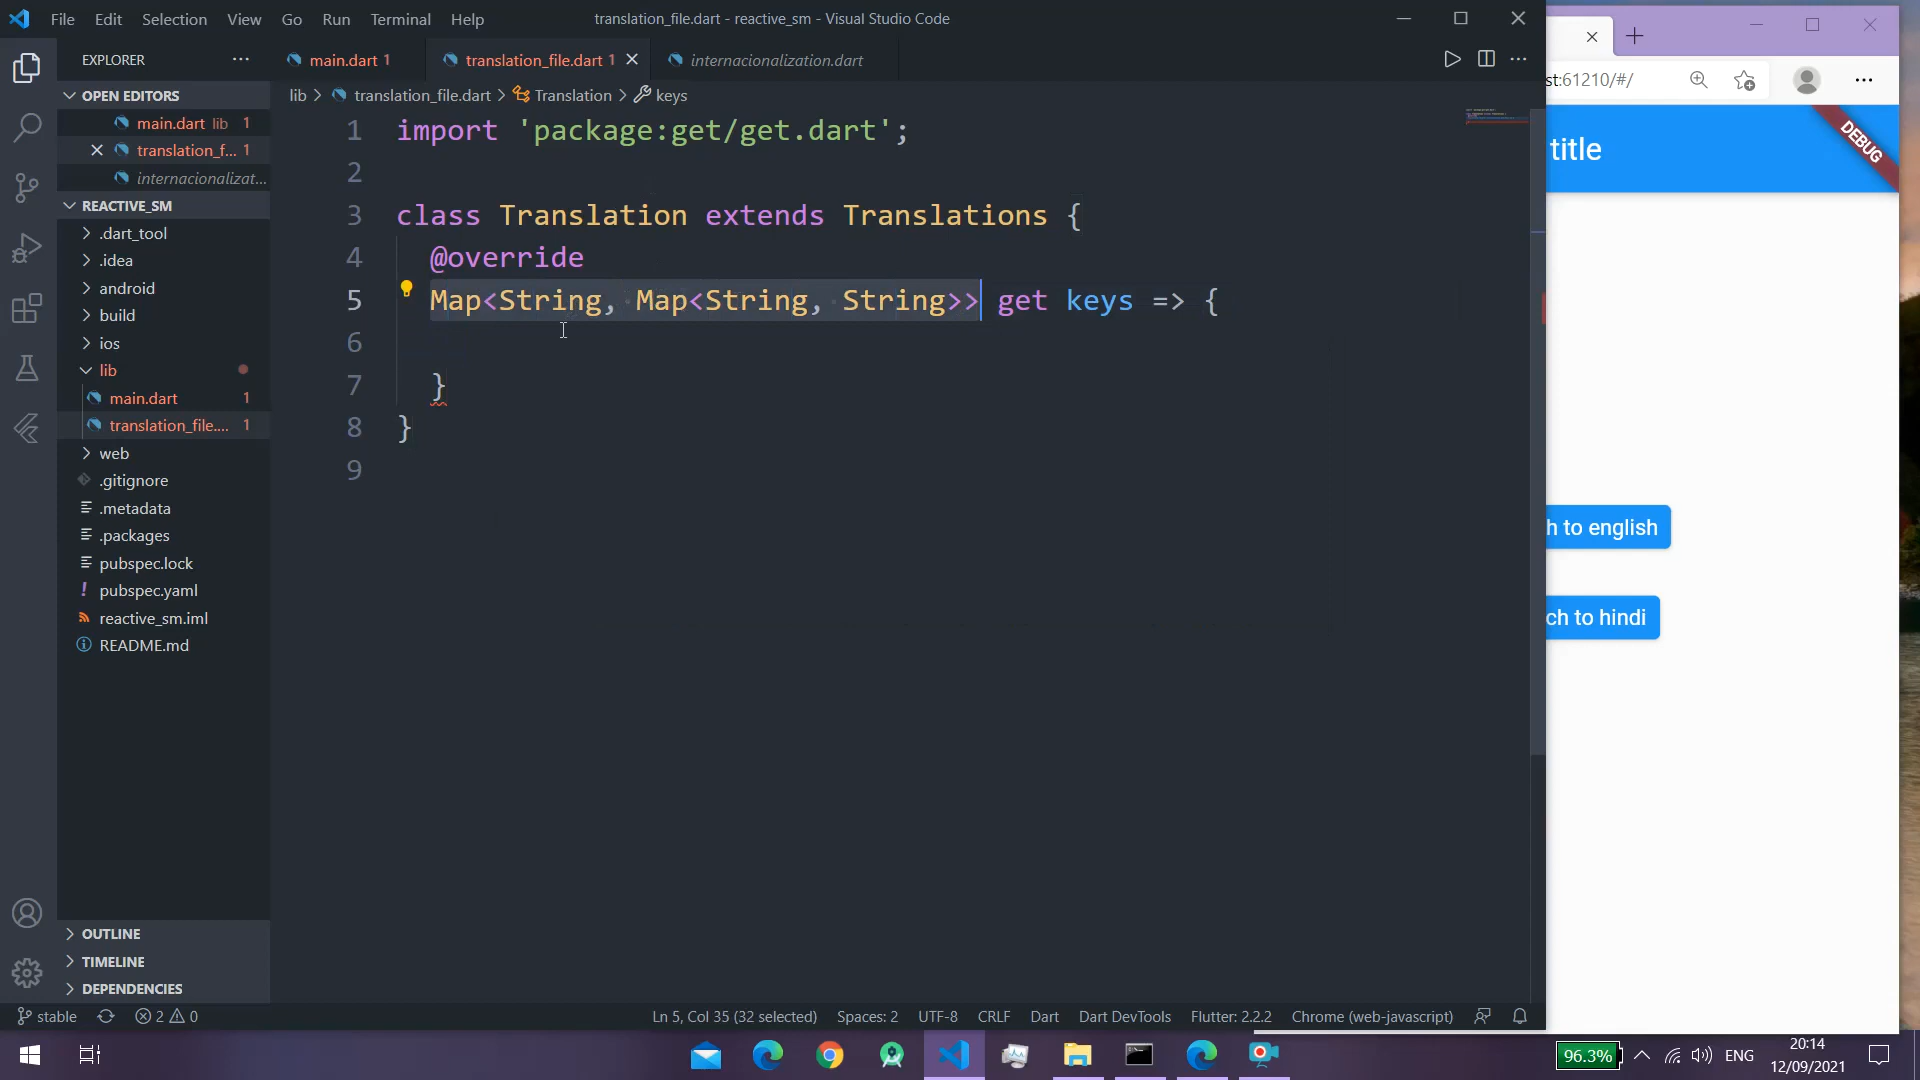 File Edit Selection View Go Run Terminal Help
translation_file.dart - reactive_sm - Visual Studio Code
EXPLORER
main.dart 1
translation_file.dart 1
internacionalization.dart
OPEN EDITORS
main.dart lib 1
translation_f... 1
internacionalizat...
REACTIVE_SM
.dart_tool
.idea
android
build
ios
lib
main.dart 1
translation_file.... 1
web
.gitignore
.metadata
.packages
pubspec.lock
pubspec.yaml
reactive_sm.iml
README.md
OUTLINE
TIMELINE
DEPENDENCIES
lib > translation_file.dart > Translation > keys
1 import 'package:get/get.dart';
2
3 class Translation extends Translations {
4 @override
5 Map<String, Map<String, String>> get keys => {
6
7 }
8 }
9
st:61210/#/
title
DEBUG
h to english
ch to hindi
stable
2 0
Ln 5, Col 35 (32 selected) Spaces: 2 UTF-8 CRLF Dart Dart DevTools Flutter: 2.2.2 Chrome (web-javascript)
96.3%
ENG
20:14
12/09/2021